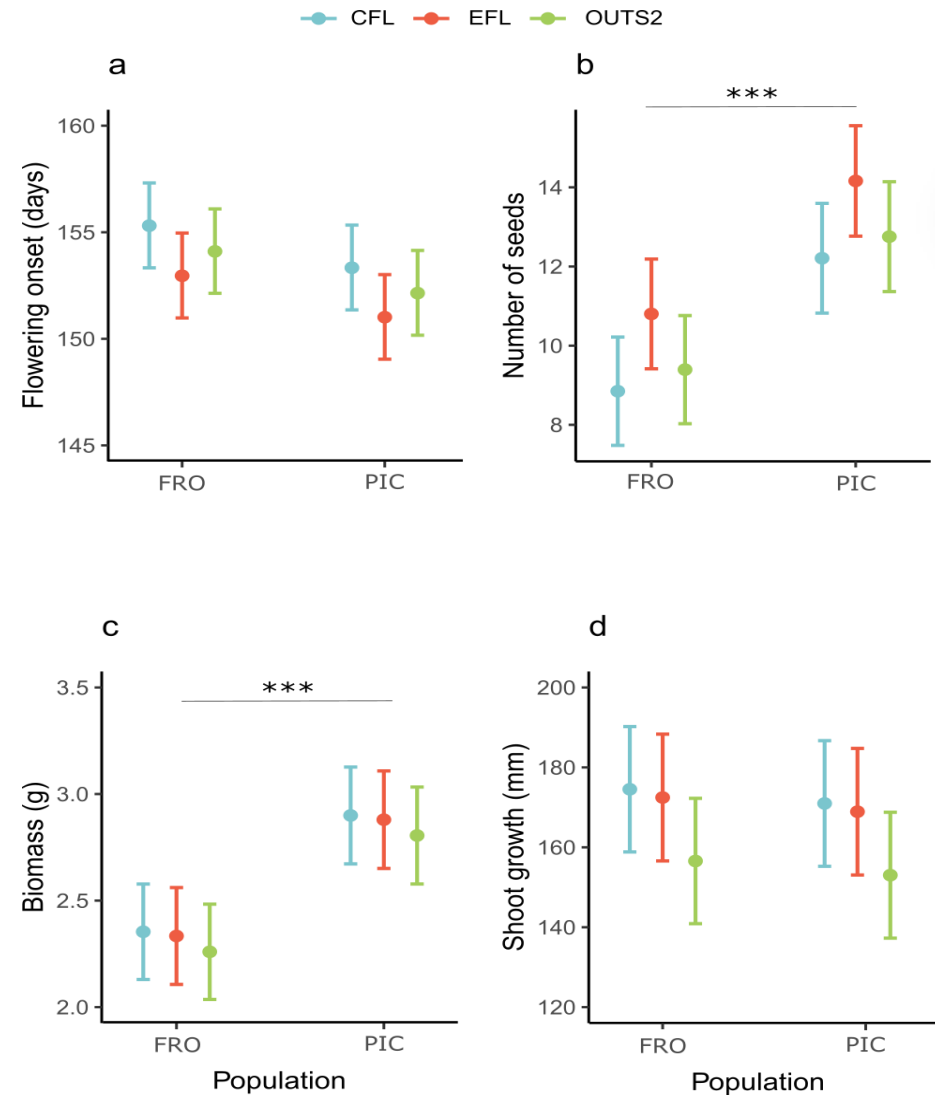 CFL EFL OUTS2
a
160
155
150
145
Flowering onset (days)
FRO PIC
b
***
14
12
10
8
Number of seeds
FRO PIC
c
***
3.5
3.0
2.5
2.0
Biomass (g)
FRO PIC
Population
d
200
180
160
140
120
Shoot growth (mm)
FRO PIC
Population